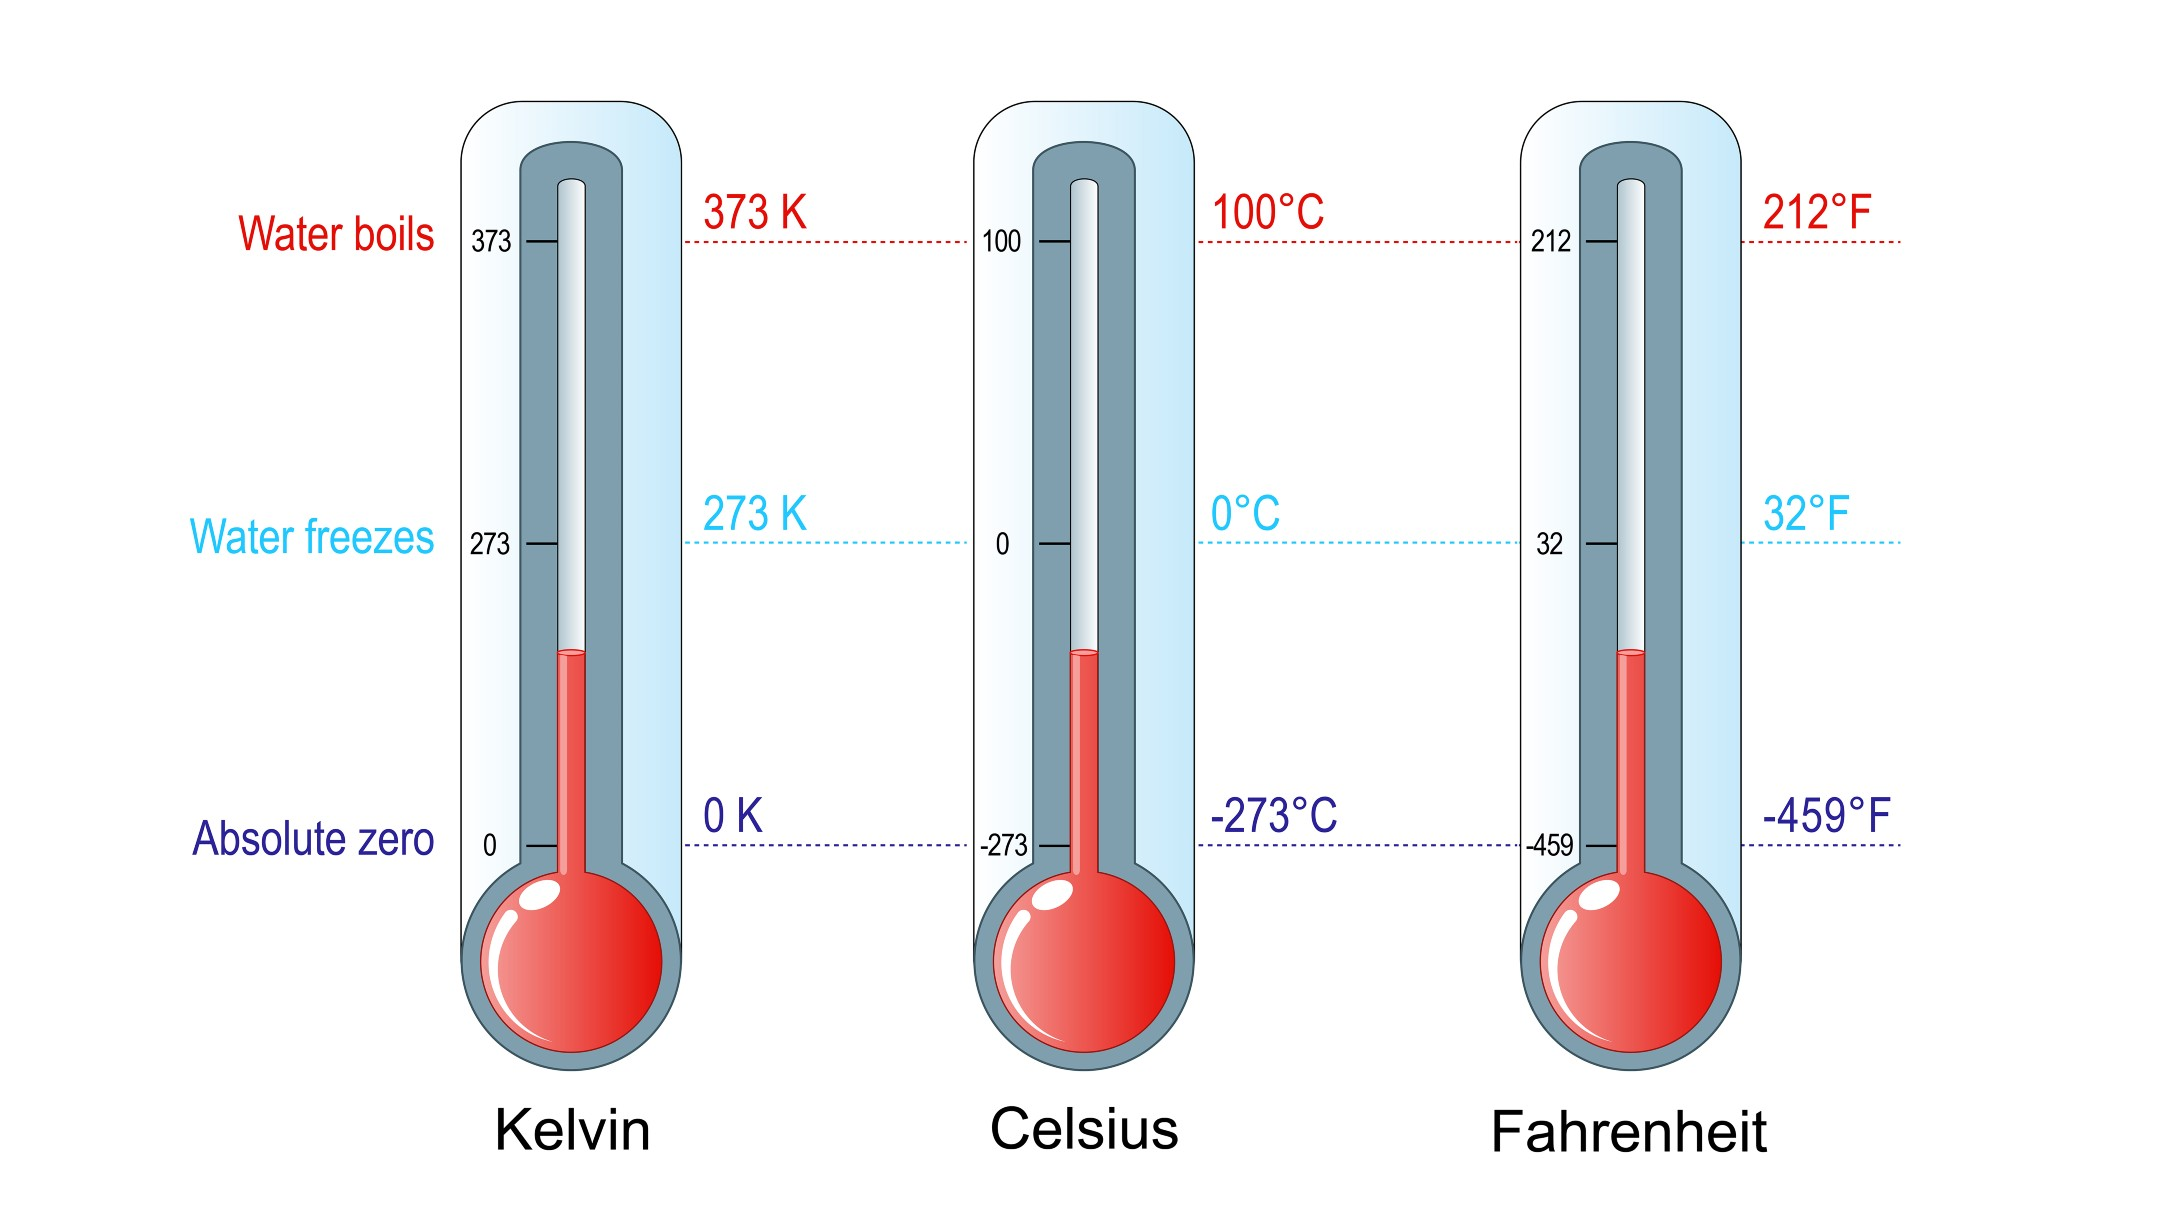 Water boils
373
373 K
100
100°C
212
212°F
Water freezes
273
273 K
0
0°C
32
32°F
Absolute zero
0
0 K
-273
-273°C
-459
-459°F
Kelvin
Celsius
Fahrenheit